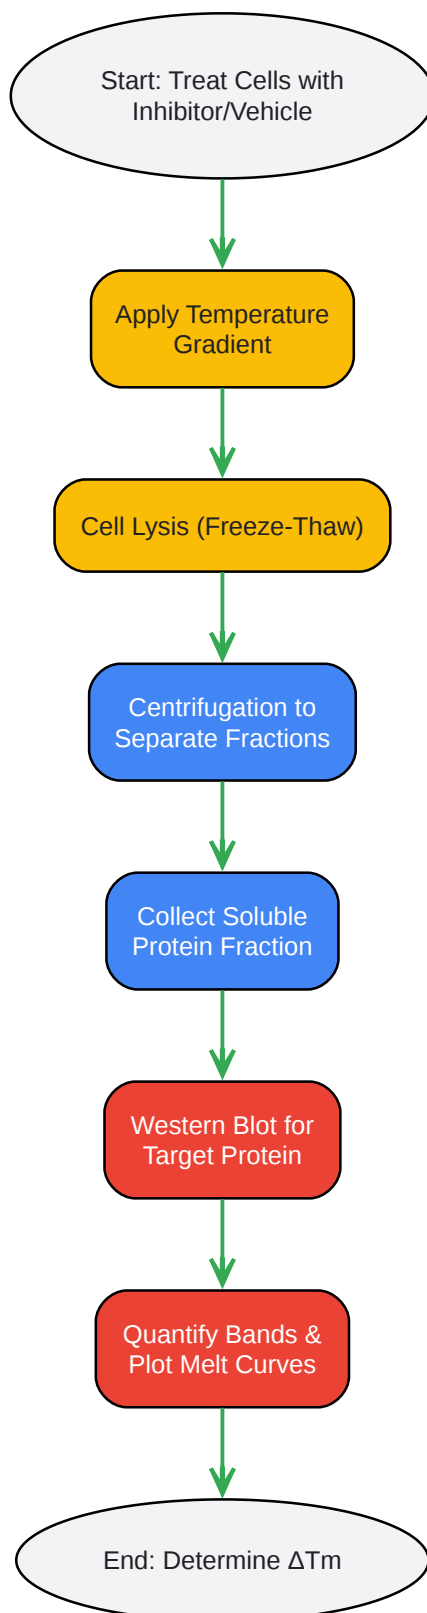 Start: Treat Cells with
Inhibitor/Vehicle
Apply Temperature
Gradient
Cell Lysis (Freeze-Thaw)
Centrifugation to
Separate Fractions
Collect Soluble
Protein Fraction
Western Blot for
Target Protein
Quantify Bands &
Plot Melt Curves
End: Determine ΔTm